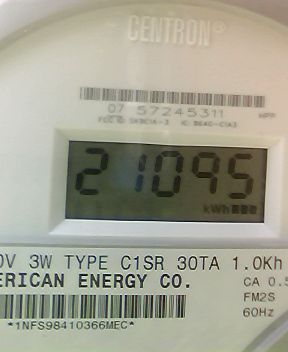 CENTRON®
07 57245311
21095
kWh
0V 3W TYPE C1SR 30TA 1.0Kh
ERICAN ENERGY CO.
CA 0.5
FM2S
*1NFS98410366MEC*
60Hz